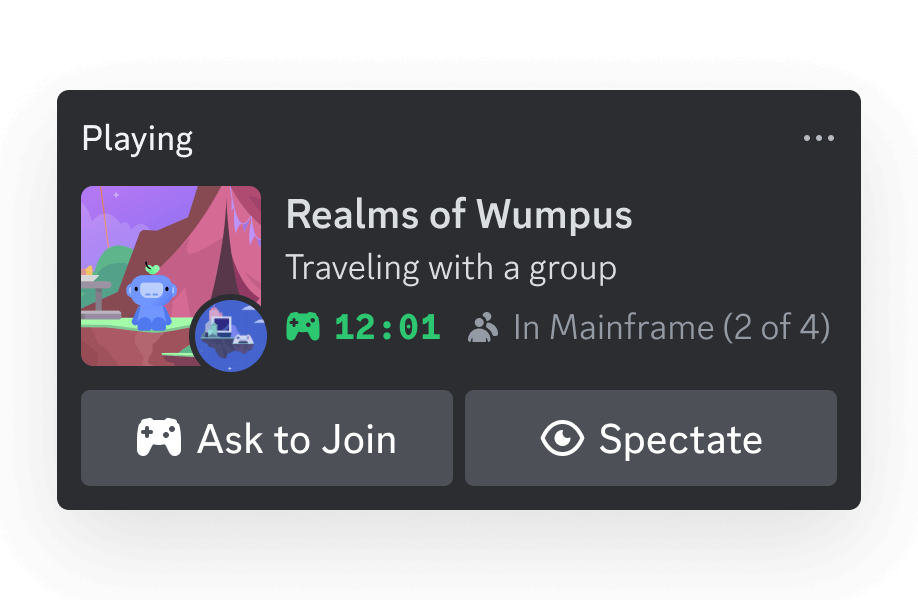 Playing
Realms of Wumpus
Traveling with a group
12:01 In Mainframe (2 of 4)
Ask to Join
Spectate